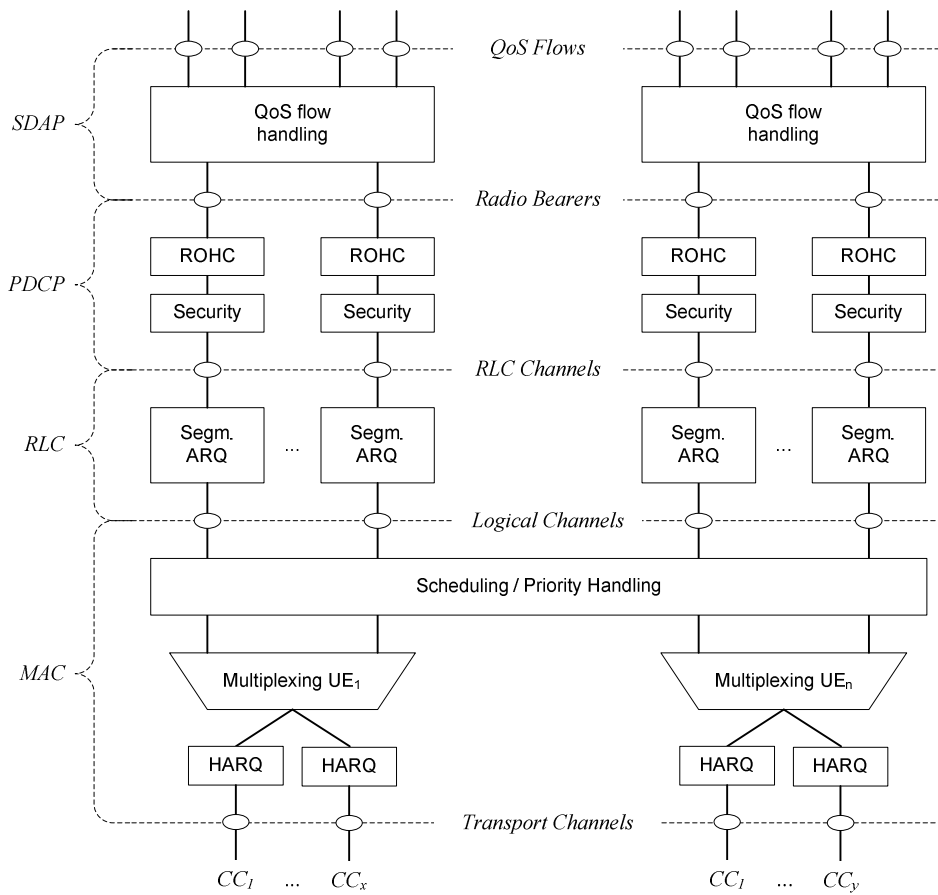 QoS Flows
QoS flow
handling
QoS flow
handling
SDAP
Radio Bearers
ROHC
ROHC
ROHC
ROHC
PDCP
Security
Security
Security
Security
RLC Channels
Segm.
ARQ
...
Segm.
ARQ
Segm.
ARQ
...
Segm.
ARQ
RLC
Logical Channels
Scheduling / Priority Handling
MAC
Multiplexing UE1
Multiplexing UEn
HARQ
HARQ
HARQ
HARQ
Transport Channels
CC1 ... CCx
CC1 ... CCy